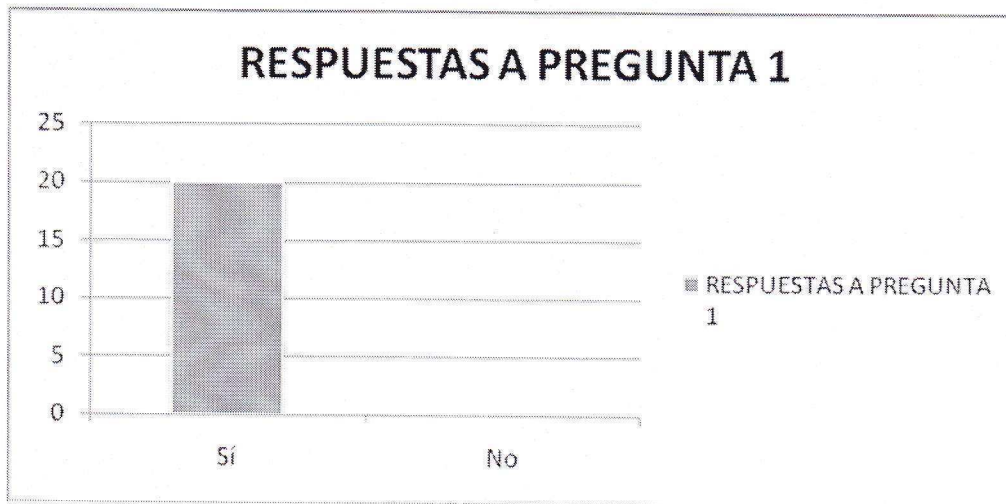 RESPUESTAS A PREGUNTA 1
25
20
15
10
5
0
Sí
No
RESPUESTAS A PREGUNTA
1